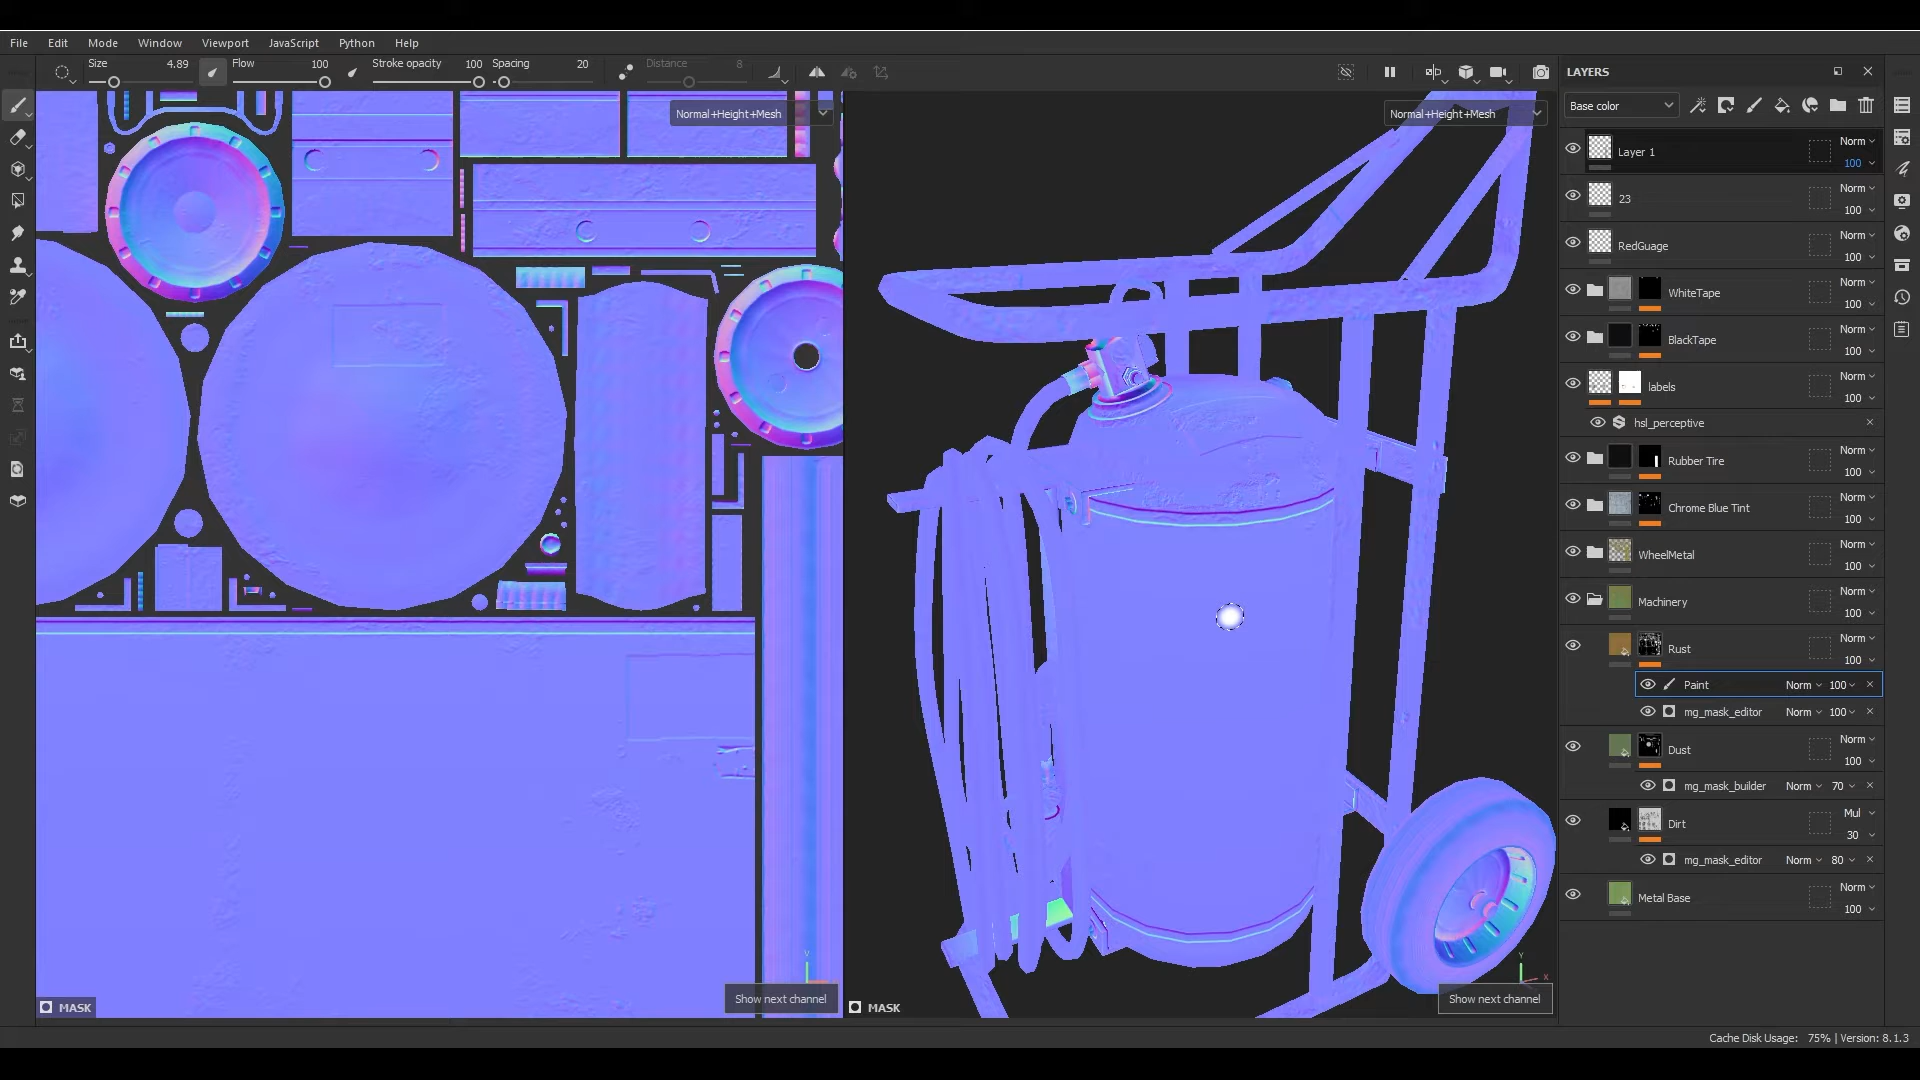 File Edit Mode Window Viewport JavaScript Python Help
Size 4.89 Flow 100 Stroke opacity 100 Spacing 20 Distance 8
Normal+Height+Mesh
Normal+Height+Mesh
Y
Show next channel
MASK
Y
X
Show next channel
MASK
LAYERS
Base color
Layer 1 Norm
100
23 Norm
100
RedGuage Norm
100
WhiteTape Norm
100
BlackTape Norm
100
labels Norm
100
hsl_perceptive
Rubber Tire Norm
100
Chrome Blue Tint Norm
100
WheelMetal Norm
100
Machinery Norm
100
Rust Norm
100
Paint Norm 100
mg_mask_editor Norm 100
Dust Norm
100
mg_mask_builder Norm 70
Dirt Mul
30
mg_mask_editor Norm 80
Metal Base Norm
100
Cache Disk Usage: 75% | Version: 8.1.3